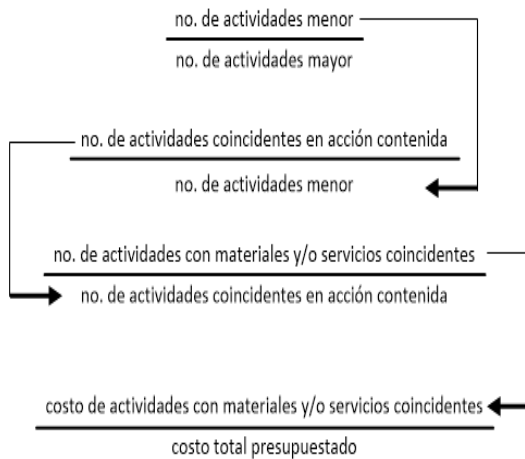 no. de actividades menor
no. de actividades mayor
no. de actividades coincidentes en acción contenida
no. de actividades menor
no. de actividades con materiales y/o servicios coincidentes
no. de actividades coincidentes en acción contenida
costo de actividades con materiales y/o servicios coincidentes
costo total presupuestado